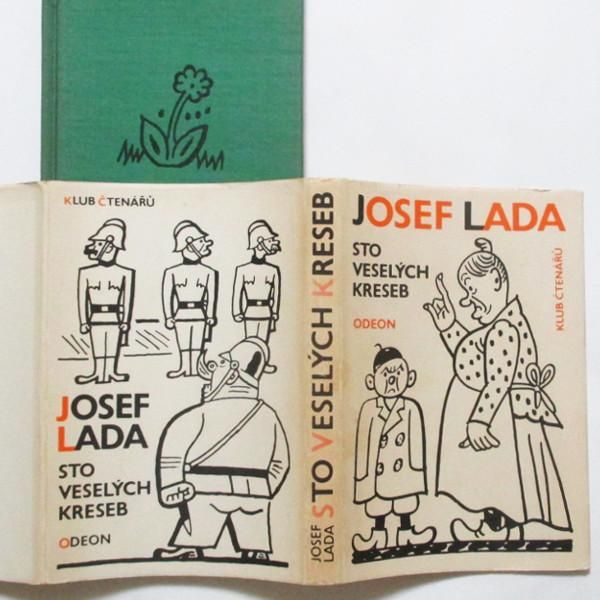 KLUB ČTENÁŘŮ
JOSEF
LADA
STO
VESELÝCH
KRESEB
ODEON
JOSEF
LADA
STO VESELÝCH KRESEB
JOSEF LADA
STO
VESELÝCH
KRESEB
ODEON
KLUB ČTENÁŘŮ